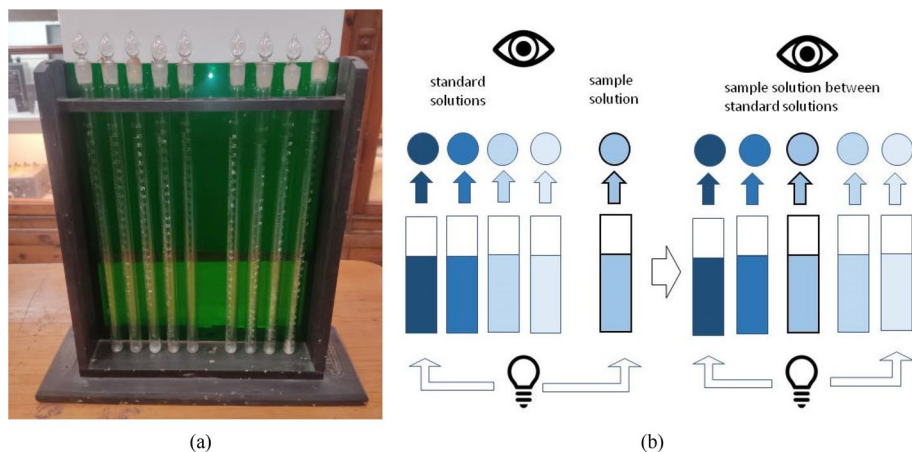 standard
solutions
sample
solution
sample solution between
standard solutions
(a)
(b)